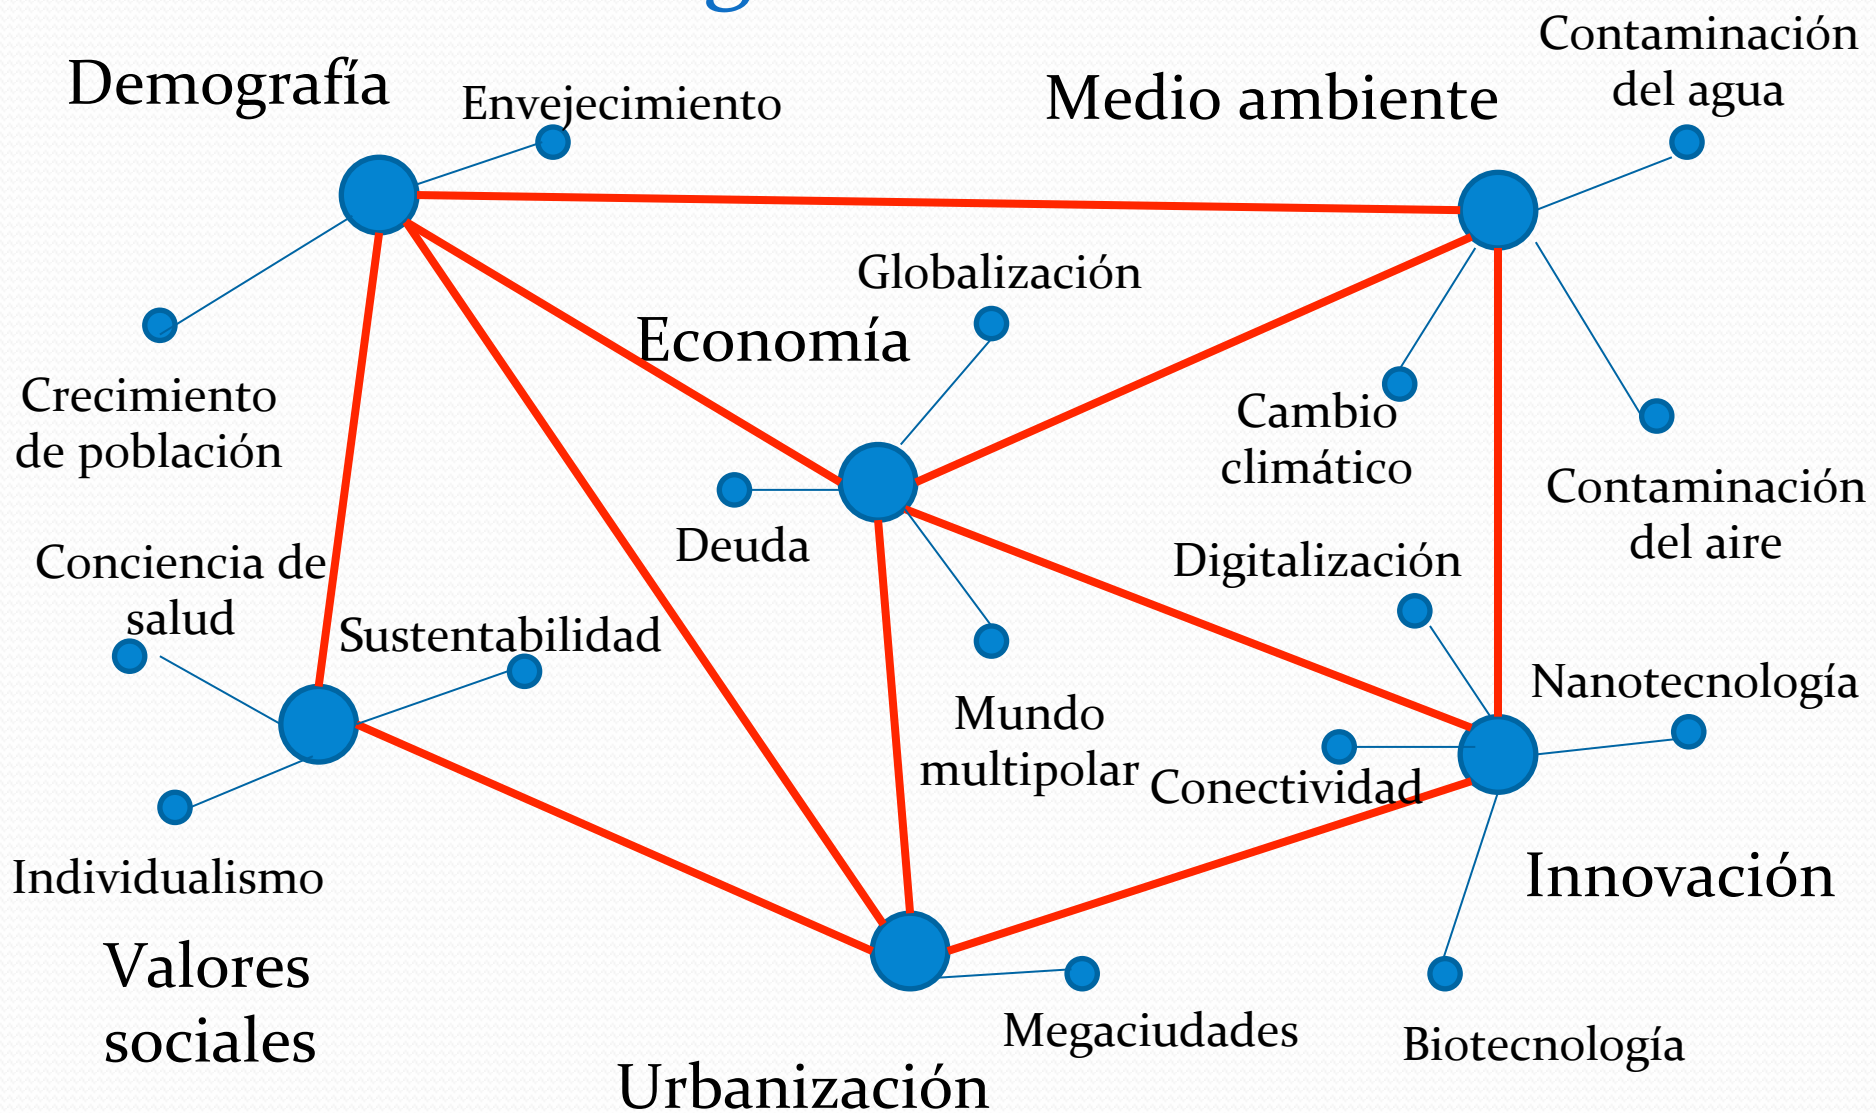 Contaminación
del agua
Demografía
Envejecimiento
Medio ambiente
Globalización
Economía
Crecimiento
de población
Cambio
climático
Contaminación
del aire
Deuda
Digitalización
Conciencia de
salud
Sustentabilidad
Nanotecnología
Mundo
multipolar
Conectividad
Individualismo
Innovación
Valores
sociales
Megaciudades
Biotecnología
Urbanización